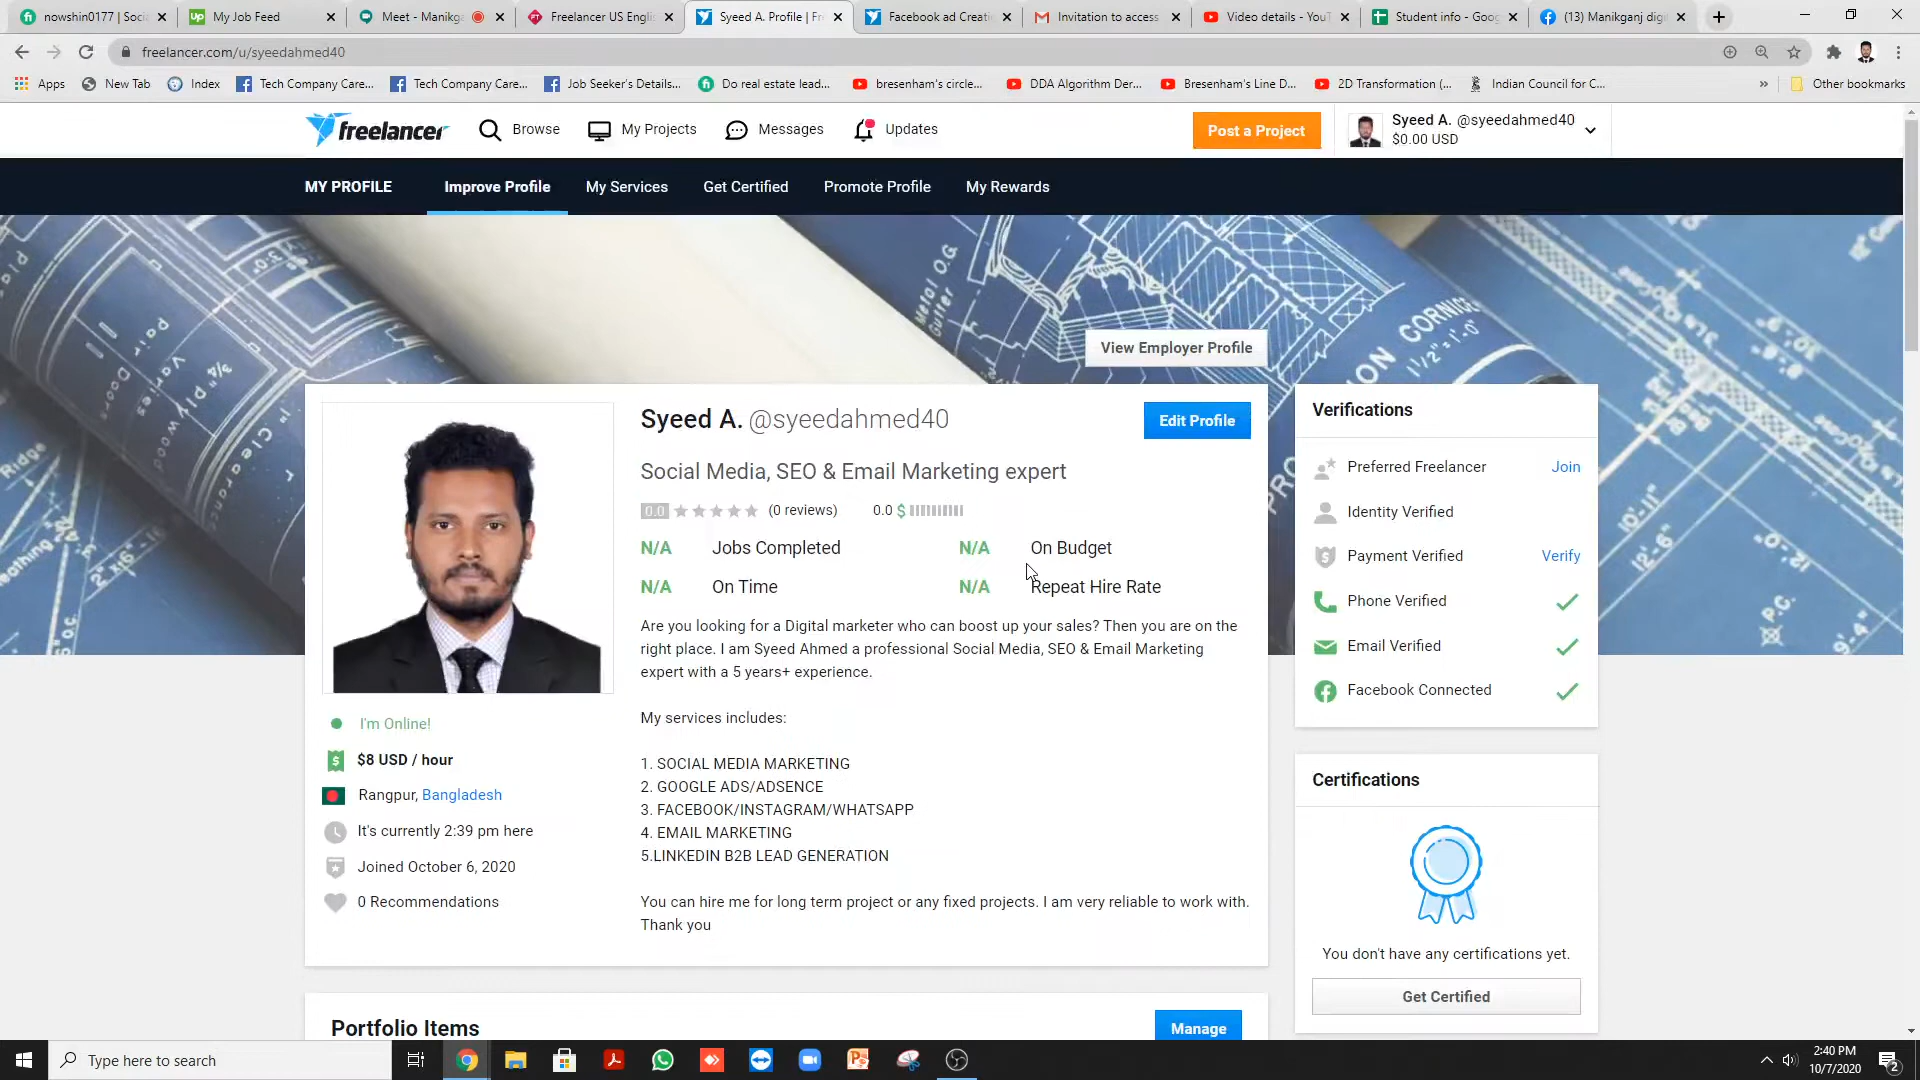 nowshin0177 | Soci
My Job Feed
Meet - Manikga
Freelancer US Englis
Syeed A. Profile | Fr
Facebook ad Creati
Invitation to access
Video details - YouT
Student info - Goog
(13) Manikganj digi
freelancer.com/u/syeedahmed40
Apps
New Tab
Index
Tech Company Care...
Tech Company Care...
Job Seeker's Details...
Do real estate lead...
bresenham's circle...
DDA Algorithm Der...
Bresenham's Line D...
2D Transformation (...
Indian Council for C...
»
Other bookmarks
freelancer
Browse
My Projects
Messages
Updates
Post a Project
Syeed A. @syeedahmed40
$0.00 USD
MY PROFILE
Improve Profile
My Services
Get Certified
Promote Profile
My Rewards
View Employer Profile
Syeed A. @syeedahmed40
Edit Profile
Social Media, SEO & Email Marketing expert
0.0
(0 reviews)
0.0 $
N/A Jobs Completed
N/A On Budget
N/A On Time
N/A Repeat Hire Rate
Are you looking for a Digital marketer who can boost up your sales? Then you are on the
right place. I am Syeed Ahmed a professional Social Media, SEO & Email Marketing
expert with a 5 years+ experience.
My services includes:
1. SOCIAL MEDIA MARKETING
2. GOOGLE ADS/ADSENCE
3. FACEBOOK/INSTAGRAM/WHATSAPP
4. EMAIL MARKETING
5.LINKEDIN B2B LEAD GENERATION
You can hire me for long term project or any fixed projects. I am very reliable to work with.
Thank you
I'm Online!
$8 USD / hour
Rangpur, Bangladesh
It's currently 2:39 pm here
Joined October 6, 2020
0 Recommendations
Verifications
Preferred Freelancer
Join
Identity Verified
Payment Verified
Verify
Phone Verified
Email Verified
Facebook Connected
Certifications
You don't have any certifications yet.
Get Certified
Portfolio Items
Manage
Type here to search
2:40 PM
10/7/2020
2